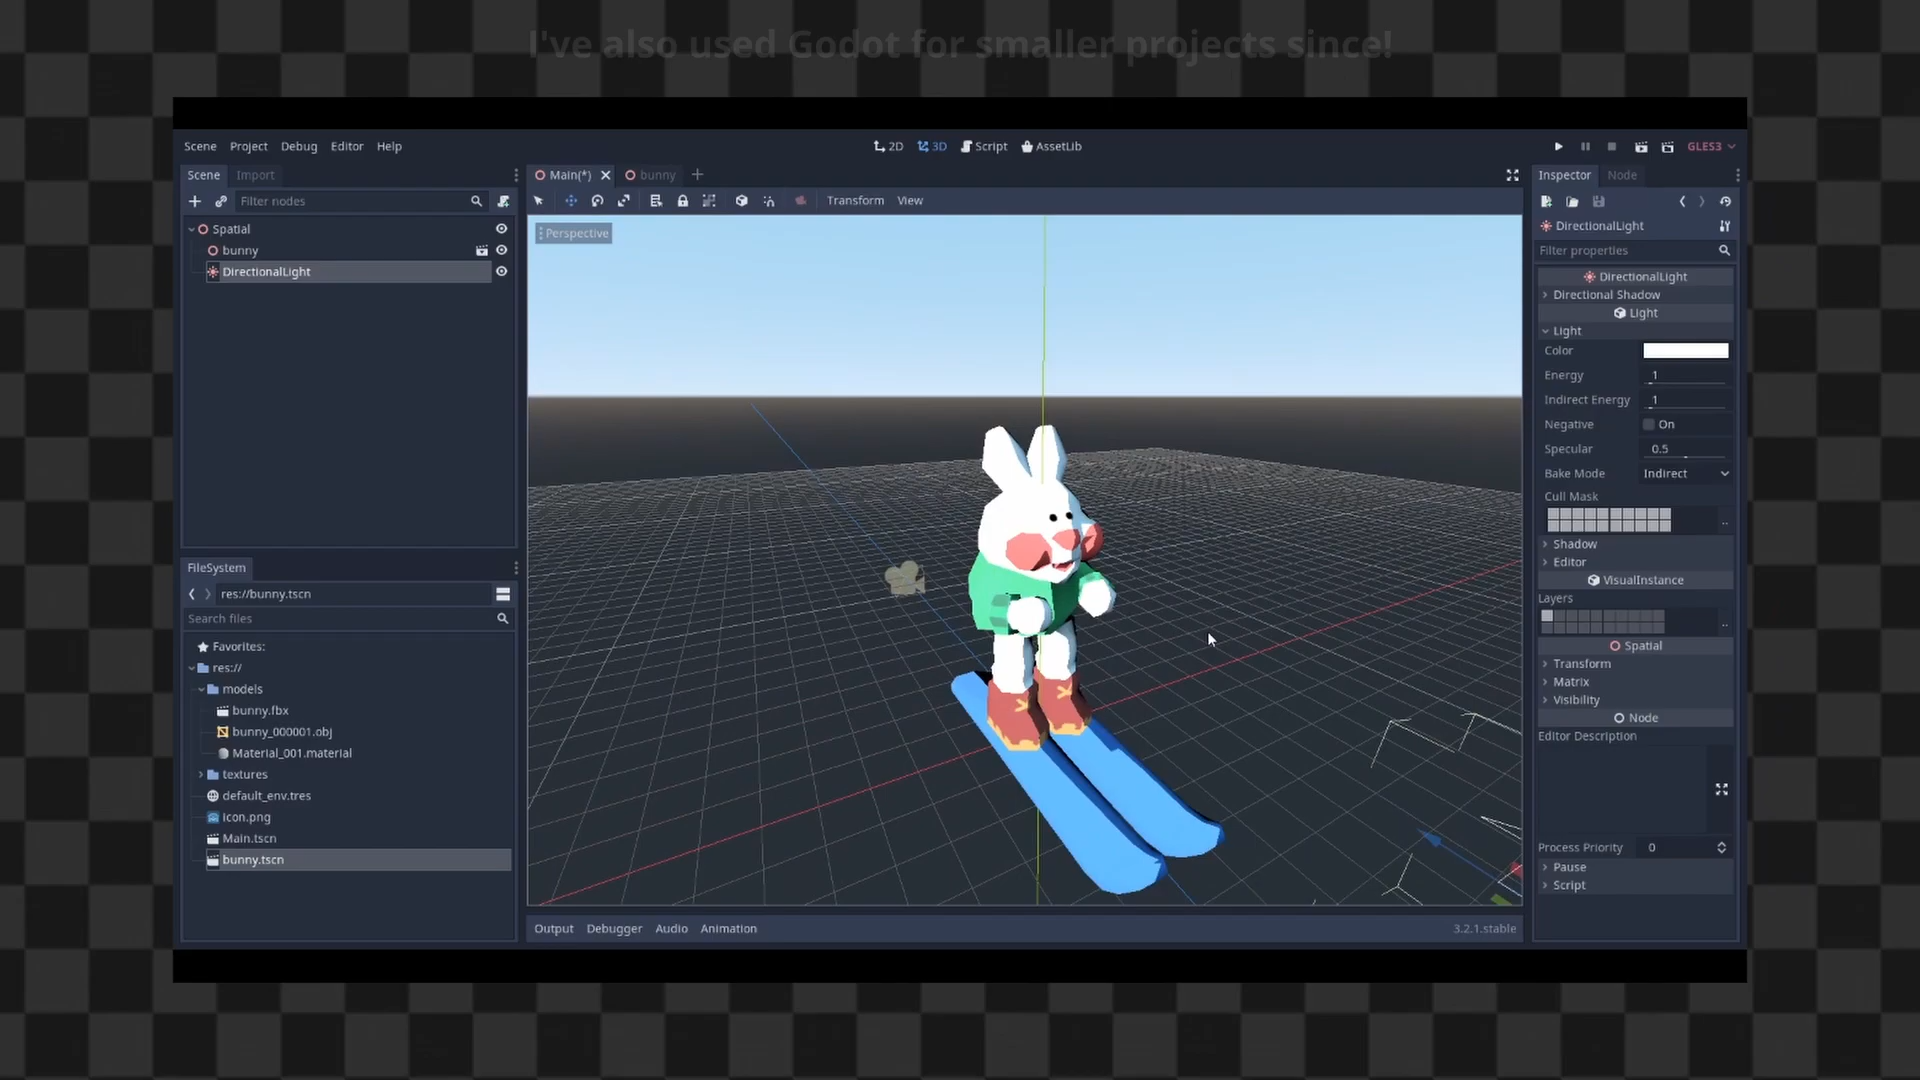 I've also used Godot for smaller projects since!
Scene Project Debug Editor Help
2D 3D Script AssetLib
GLES3
Scene Import
Main(*) bunny
Inspector Node
Filter nodes
Transform View
Spatial
bunny
DirectionalLight
Perspective
DirectionalLight
Filter properties
DirectionalLight
Directional Shadow
Light
Light
Color
Energy 1
Indirect Energy 1
Negative On
Specular 0.5
Bake Mode Indirect
Cull Mask
..
Shadow
Editor
VisualInstance
Layers
..
Spatial
Transform
Matrix
Visibility
Node
Editor Description
Process Priority 0
Pause
Script
FileSystem
res://bunny.tscn
Search files
Favorites:
res://
models
bunny.fbx
bunny_000001.obj
Material_001.material
textures
default_env.tres
icon.png
Main.tscn
bunny.tscn
Output Debugger Audio Animation
3.2.1.stable